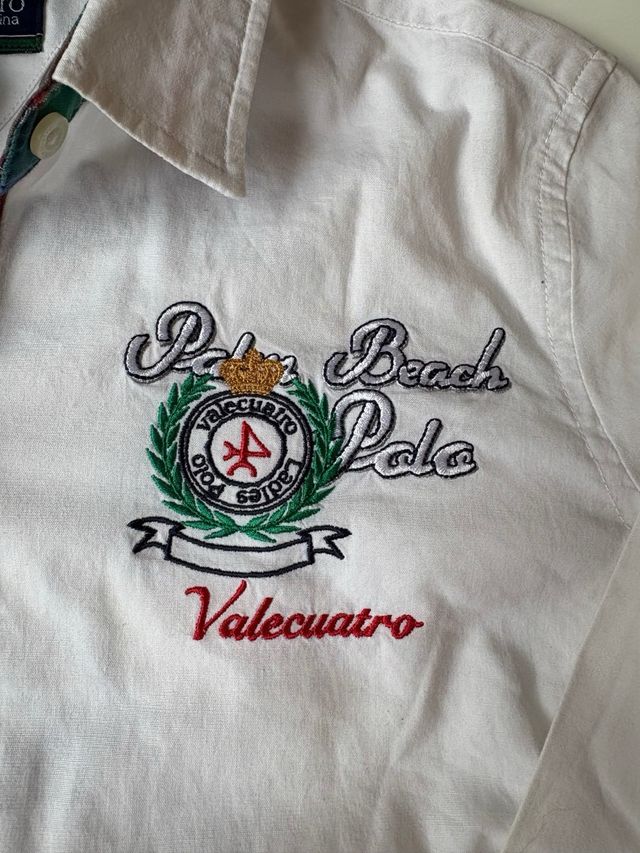 Palm Beach
Polo
valecuatro
Ladies Polo
Valecuatro